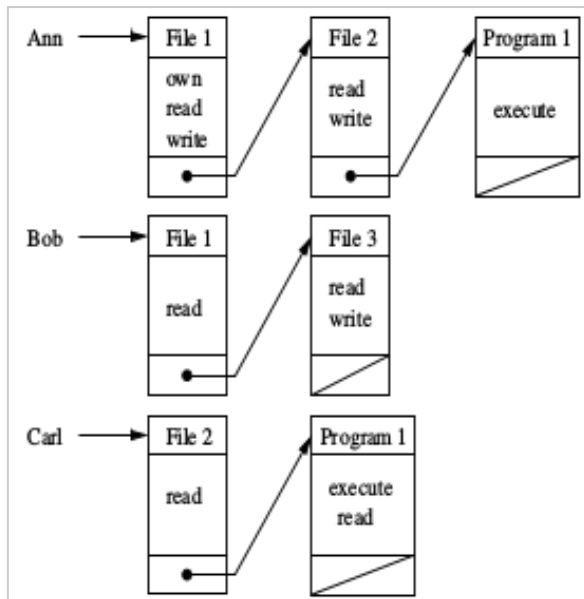 Ann
File 1
File 2
Program 1
own
read
write
read
write
execute
Bob
File 1
File 3
read
read
write
Carl
File 2
Program 1
read
execute
read